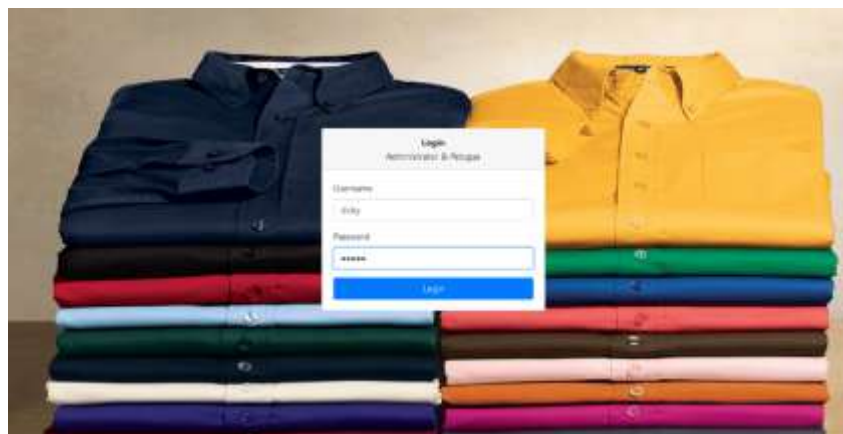 Login
Administrator & Petugas
Username
Password
Login